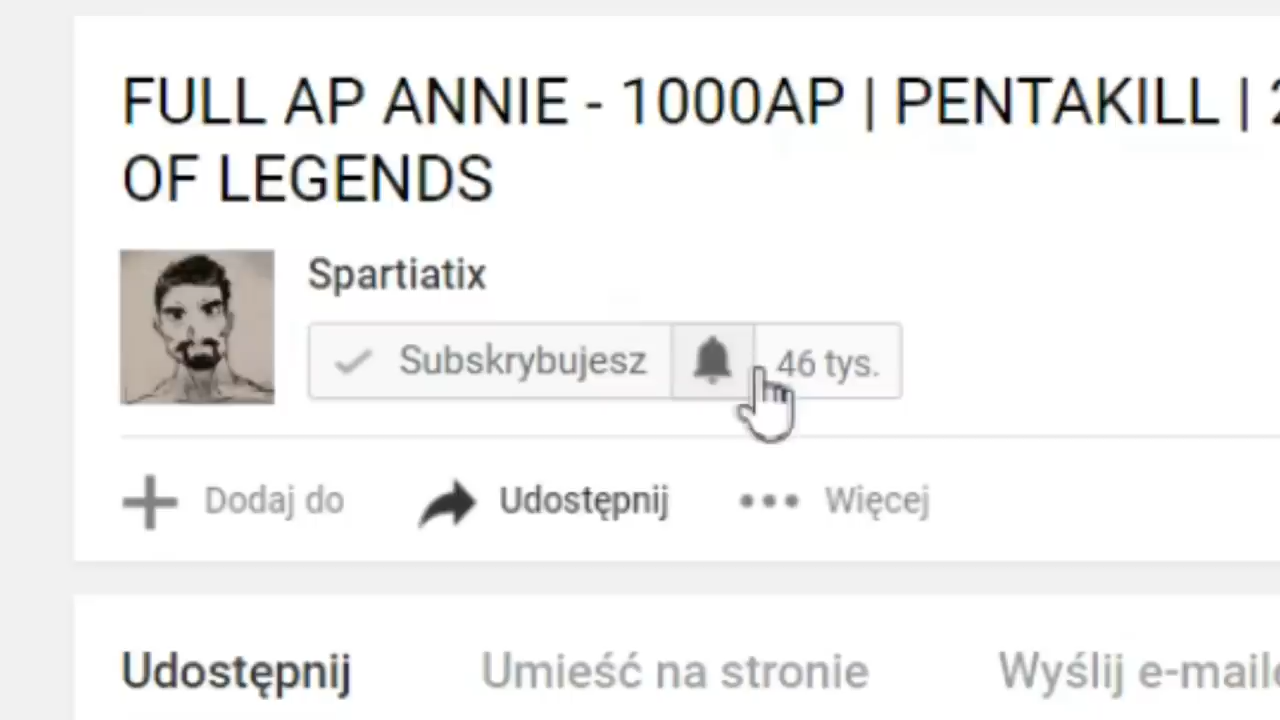 FULL AP ANNIE - 1000AP | PENTAKILL |
OF LEGENDS
Spartiatix
Subskrybujesz 46 tys.
Dodaj do Udostępnij Więcej
Udostępnij Umieść na stronie Wyślij